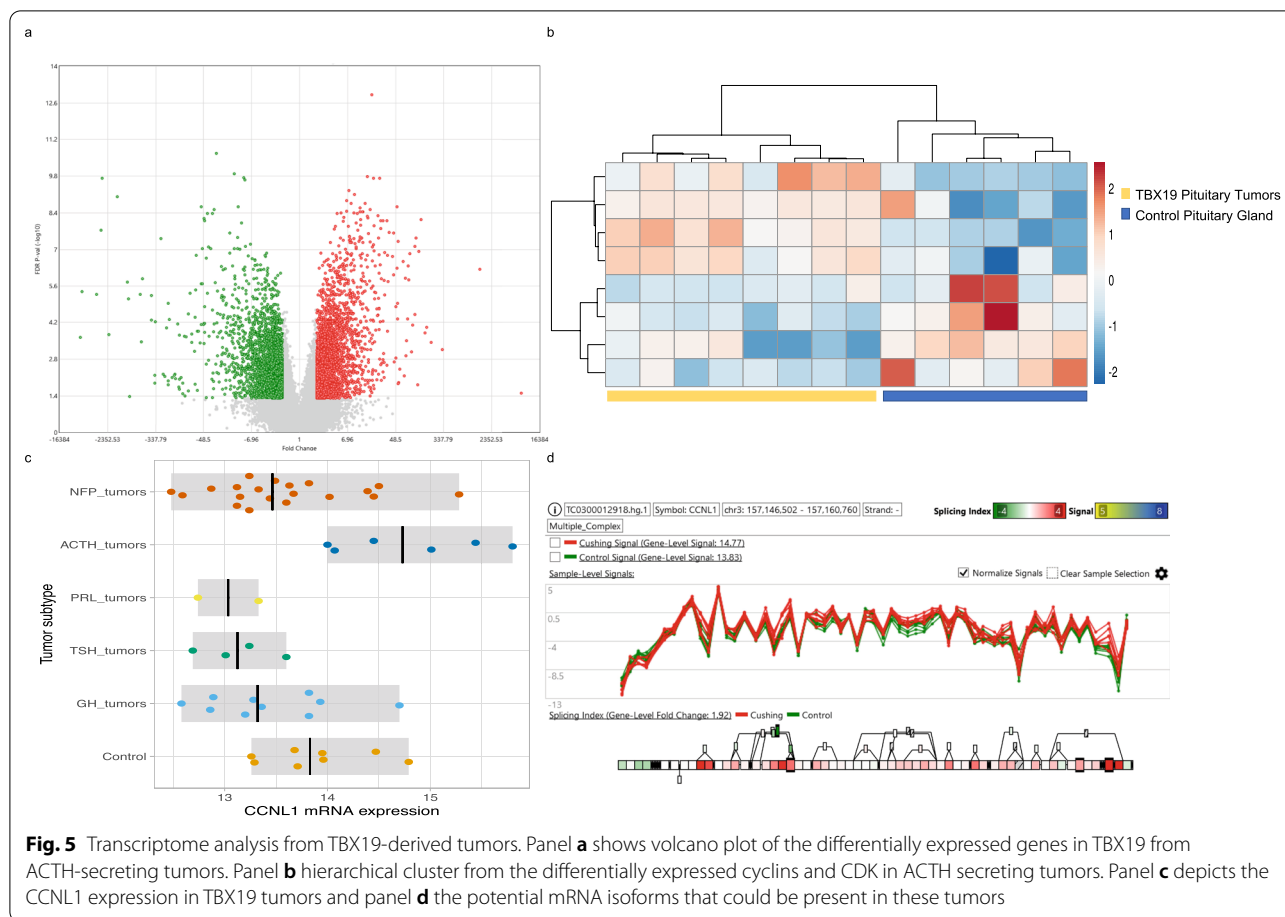 a
14
12.6
11.2
9.8
8.4
7
5.6
4.2
2.8
1.4
0
FDR P-val (-log10)
-16384
-2352.53
-337.79
-48.5
-6.96
1
6.96
48.5
337.79
2352.53
16384
Fold Change
b
2
1
0
-1
-2
TBX19 Pituitary Tumors
Control Pituitary Gland
c
Tumor subtype
NFP_tumors
ACTH_tumors
PRL_tumors
TSH_tumors
GH_tumors
Control
13
14
15
CCNL1 mRNA expression
d
TC0300012918.hg.1
Symbol: CCNL1
chr3: 157.146,502 - 157.160,760
Strand: -
Splicing Index
-4
4
Signal
5
8
Multiple_Complex
Cushing Signal (Gene-Level Signal: 14.77)
Control Signal (Gene-Level Signal: 13.83)
Sample-Level Signals:
Normalize Signals
Clear Sample Selection
5
0.5
-4
-8.5
-13
Splicing Index (Gene-Level Fold Change: 1.92)
Cushing
Control
Fig. 5 Transcriptome analysis from TBX19-derived tumors. Panel a shows volcano plot of the differentially expressed genes in TBX19 from
ACTH-secreting tumors. Panel b hierarchical cluster from the differentially expressed cyclins and CDK in ACTH secreting tumors. Panel c depicts the
CCNL1 expression in TBX19 tumors and panel d the potential mRNA isoforms that could be present in these tumors